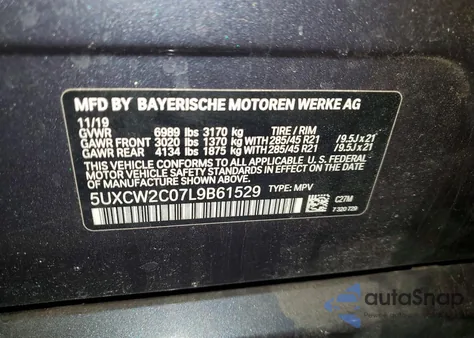 MFD BY BAYERISCHE MOTOREN WERKE AG
11/19
GVWR 6989 lbs 3170 kg TIRE / RIM
GAWR FRONT 3020 lbs 1370 kg WITH 285/45 R21 / 9.5J x 21
GAWR REAR 4134 lbs 1875 kg WITH 285/45 R21 / 9.5J x 21
THIS VEHICLE CONFORMS TO ALL APPLICABLE U.S. FEDERAL
MOTOR VEHICLE SAFETY STANDARDS IN EFFECT ON THE DATE
OF MANUFACTURE SHOWN ABOVE.
5UXCW2C07L9B61529 TYPE: MPV
C27M
7 320 729
autoSnap